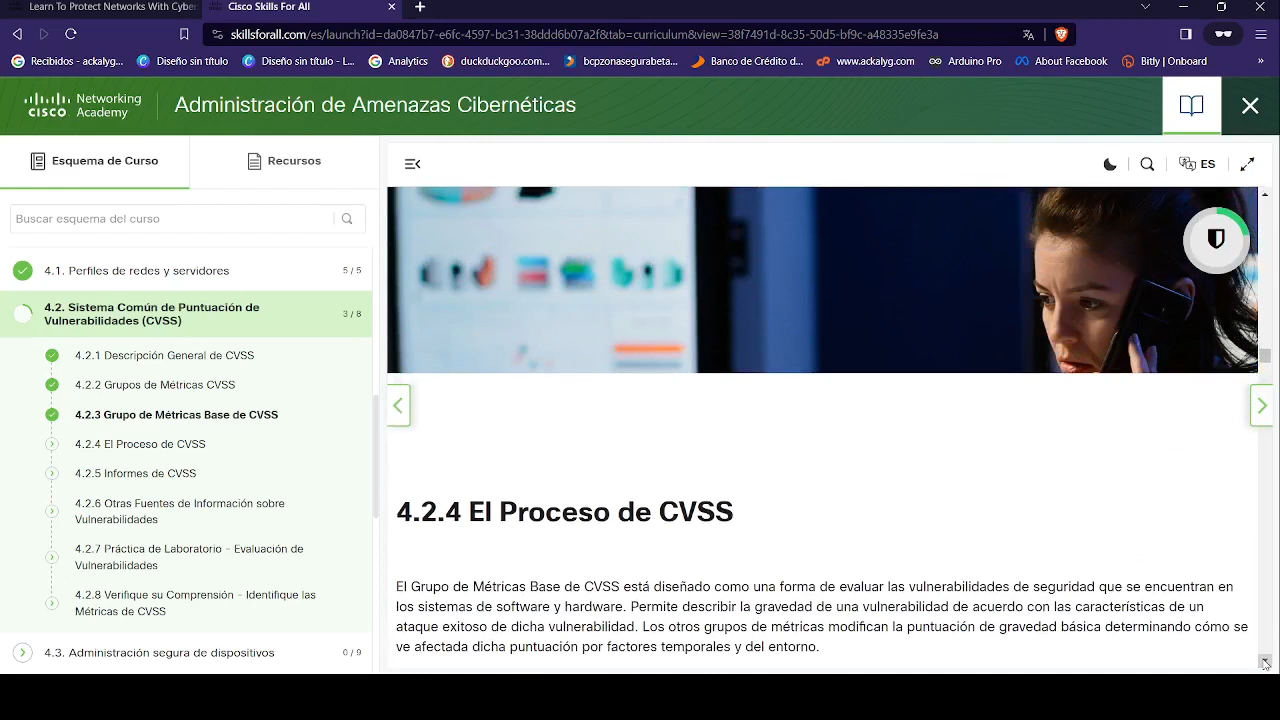 Learn To Protect Networks With Cyber
Cisco Skills For All
skillsforall.com/es/launch?id=da0847b7-e6fc-4597-bc31-38ddd6b07a2f&tab=curriculum&view=38f7491d-8c35-50d5-bf9c-a48335e9fe3a
Recibidos - ackalyg...
Diseño sin título
Diseño sin título - L...
Analytics
duckduckgoo.com...
bcpzonasegurabeta...
Banco de Crédito d...
www.ackalyg.com
Arduino Pro
About Facebook
Bitly | Onboard
CISCO
Networking
Academy
Administración de Amenazas Cibernéticas
Esquema de Curso
Recursos
ES
Buscar esquema del curso
4.1. Perfiles de redes y servidores
5 / 5
4.2. Sistema Común de Puntuación de
Vulnerabilidades (CVSS)
3 / 8
4.2.1 Descripción General de CVSS
4.2.2 Grupos de Métricas CVSS
4.2.3 Grupo de Métricas Base de CVSS
4.2.4 El Proceso de CVSS
4.2.5 Informes de CVSS
4.2.6 Otras Fuentes de Información sobre
Vulnerabilidades
4.2.7 Práctica de Laboratorio - Evaluación de
Vulnerabilidades
4.2.8 Verifique su Comprensión - Identifique las
Métricas de CVSS
4.3. Administración segura de dispositivos
0 / 9
4.2.4 El Proceso de CVSS
El Grupo de Métricas Base de CVSS está diseñado como una forma de evaluar las vulnerabilidades de seguridad que se encuentran en
los sistemas de software y hardware. Permite describir la gravedad de una vulnerabilidad de acuerdo con las características de un
ataque exitoso de dicha vulnerabilidad. Los otros grupos de métricas modifican la puntuación de gravedad básica determinando cómo se
ve afectada dicha puntuación por factores temporales y del entorno.